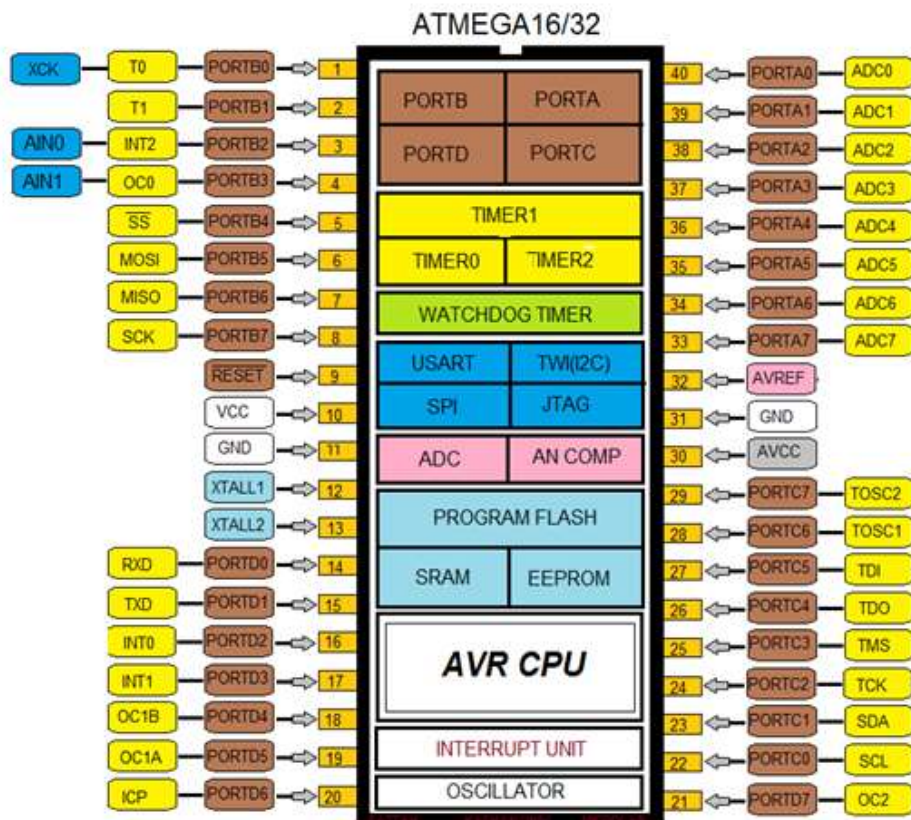 ATMEGA16/32
XCK T0 PORTB0 1
T1 PORTB1 2
AIN0 INT2 PORTB2 3
AIN1 OC0 PORTB3 4
SS PORTB4 5
MOSI PORTB5 6
MISO PORTB6 7
SCK PORTB7 8
RESET 9
VCC 10
GND 11
XTALL1 12
XTALL2 13
RXD PORTD0 14
TXD PORTD1 15
INT0 PORTD2 16
INT1 PORTD3 17
OC1B PORTD4 18
OC1A PORTD5 19
ICP PORTD6 20
PORTB PORTA
PORTD PORTC
TIMER1
TIMER0 TIMER2
WATCHDOG TIMER
USART TWI(I2C)
SPI JTAG
ADC AN COMP
PROGRAM FLASH
SRAM EEPROM
AVR CPU
INTERRUPT UNIT
OSCILLATOR
40 PORTA0 ADC0
39 PORTA1 ADC1
38 PORTA2 ADC2
37 PORTA3 ADC3
36 PORTA4 ADC4
35 PORTA5 ADC5
34 PORTA6 ADC6
33 PORTA7 ADC7
32 AVREF
31 GND
30 AVCC
29 PORTC7 TOSC2
28 PORTC6 TOSC1
27 PORTC5 TDI
26 PORTC4 TDO
25 PORTC3 TMS
24 PORTC2 TCK
23 PORTC1 SDA
22 PORTC0 SCL
21 PORTD7 OC2